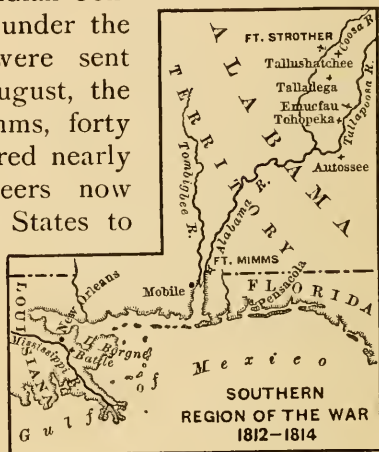 under the
were sent
ugust, the
mms, forty
red nearly
eers now
States to
FT. STROTHER
Coosa R.
Tallushatchee
Talladega
Emucfau
Tohopeka
Tallapoosa R.
Autossee
ALABAMA
TERRITORY
Tombigbee R.
Alabama R.
FT. MIMMS
Mobile
Pensacola
FLORIDA
LOUISIANA
New Orleans
Mississippi R.
L. Borgne
Battle
Gulf of Mexico
SOUTHERN
REGION OF THE WAR
1812–1814